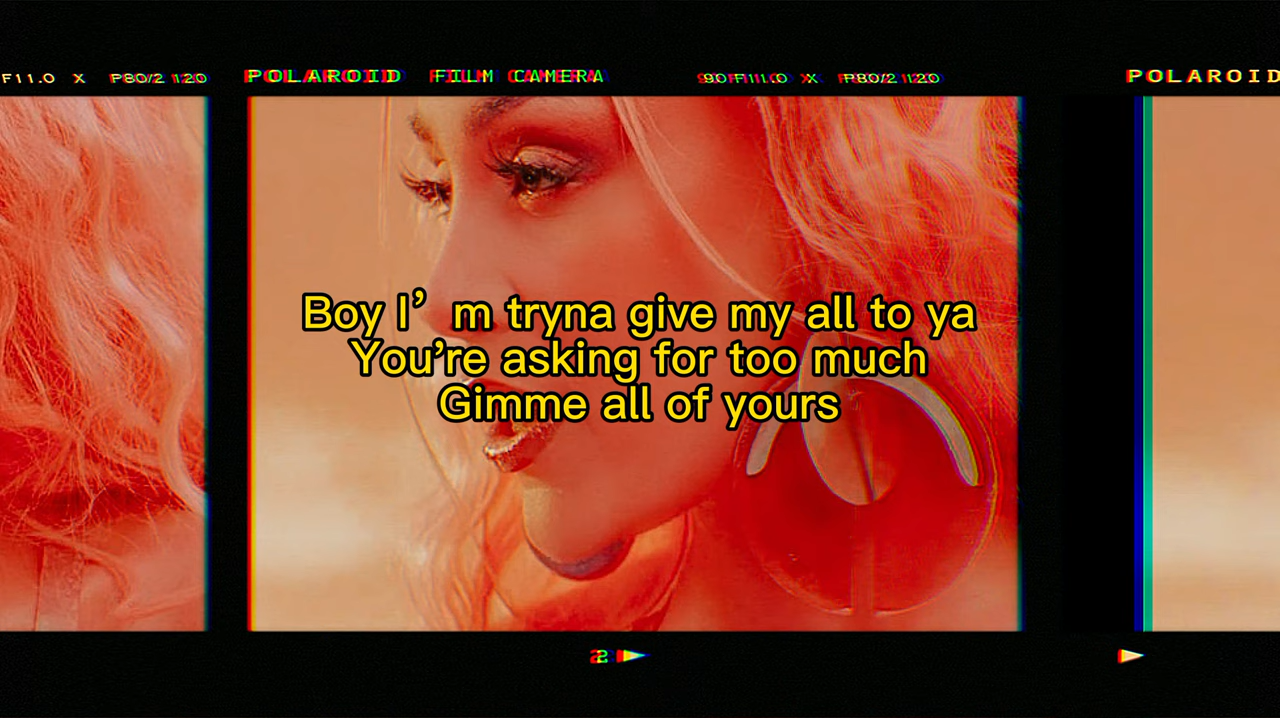 F11.0 X P80/2 120 POLAROID FILM CAMERA 90 F11.0 X P80/2 120 POLAROID
Boy I’m tryna give my all to ya
You’re asking for too much
Gimme all of yours
2